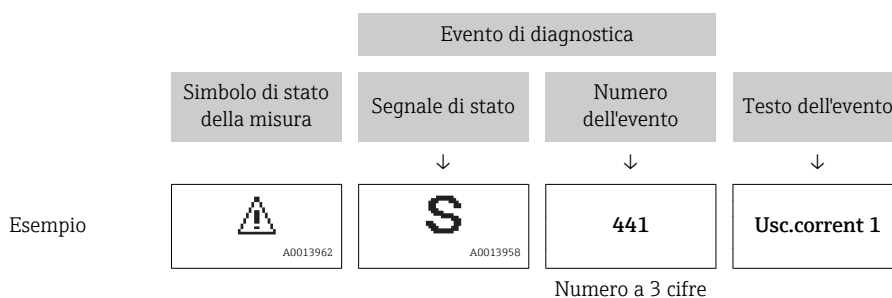 Evento di diagnostica
Simbolo di stato
della misura
Segnale di stato
Numero
dell'evento
Testo dell'evento
↓ ↓ ↓
Esempio
A0013962
S
A0013958
441
Usc.corrent 1
Numero a 3 cifre